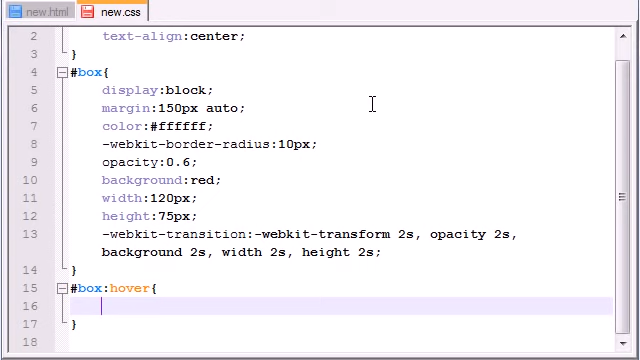 new.html new.css
2 text-align:center;
3 }
4 #box{
5 display:block;
6 margin:150px auto;
7 color:#ffffff;
8 -webkit-border-radius:10px;
9 opacity:0.6;
10 background:red;
11 width:120px;
12 height:75px;
13 -webkit-transition:-webkit-transform 2s, opacity 2s,
background 2s, width 2s, height 2s;
14 }
15 #box:hover{
16
17 }
18